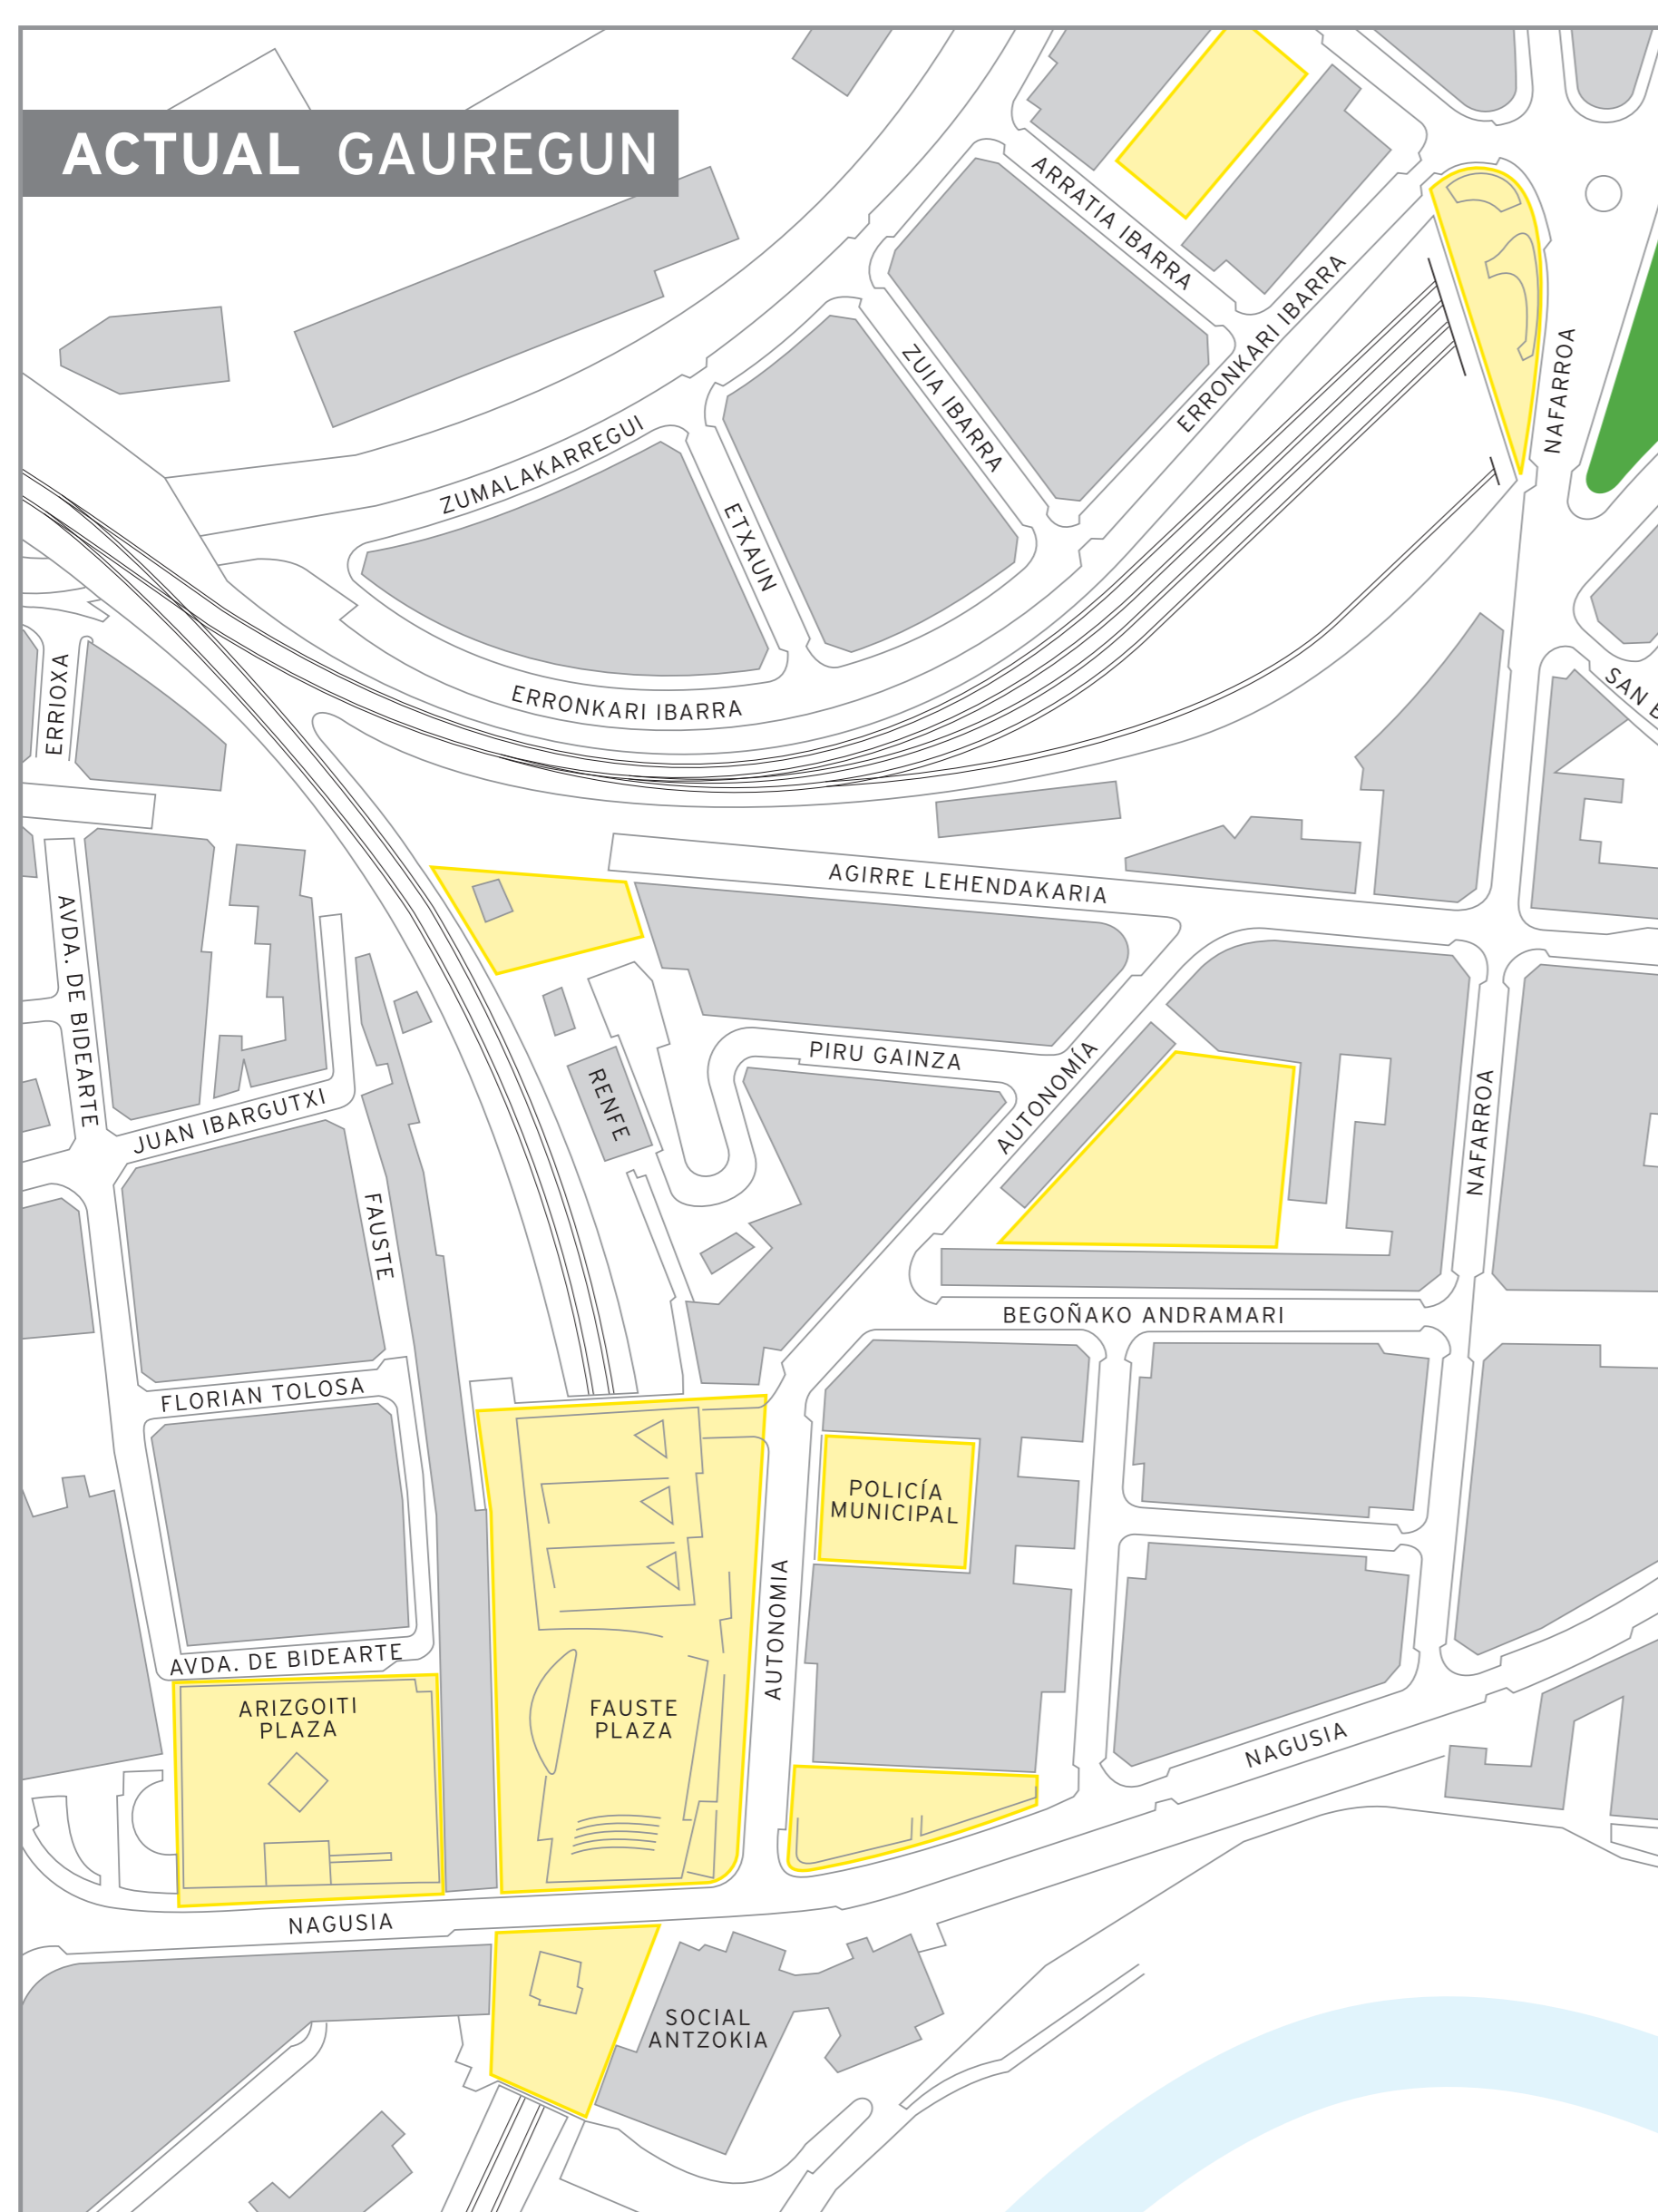 ACTUAL GAUREGUN
ARRATIA IBARRA
ERRONKARI IBARRA
ZUIA IBARRA
NAFARROA
ZUMALAKARREGUI
ETXAUN
ERRIOXA
ERRONKARI IBARRA
SAN
AGIRRE LEHENDAKARIA
AVDA. DE BIDEARTE
PIRU GAINZA
AUTONOMÍA
RENFE
JUAN IBARGUTXI
NAFARROA
FAUSTE
BEGOÑAKO ANDRAMARI
FLORIAN TOLOSA
POLICÍA
MUNICIPAL
AUTONOMIA
AVDA. DE BIDEARTE
ARIZGOITI
PLAZA
FAUSTE
PLAZA
NAGUSIA
NAGUSIA
SOCIAL
ANTZOKIA